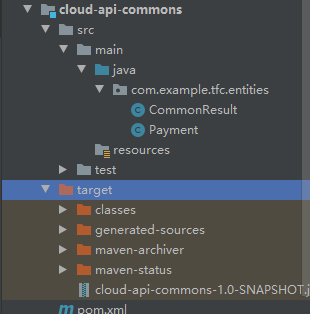 cloud-api-commons
src
main
java
com.example.tfc.entities
CommonResult
Payment
resources
test
target
classes
generated-sources
maven-archiver
maven-status
cloud-api-commons-1.0-SNAPSHOT.j
pom.xml